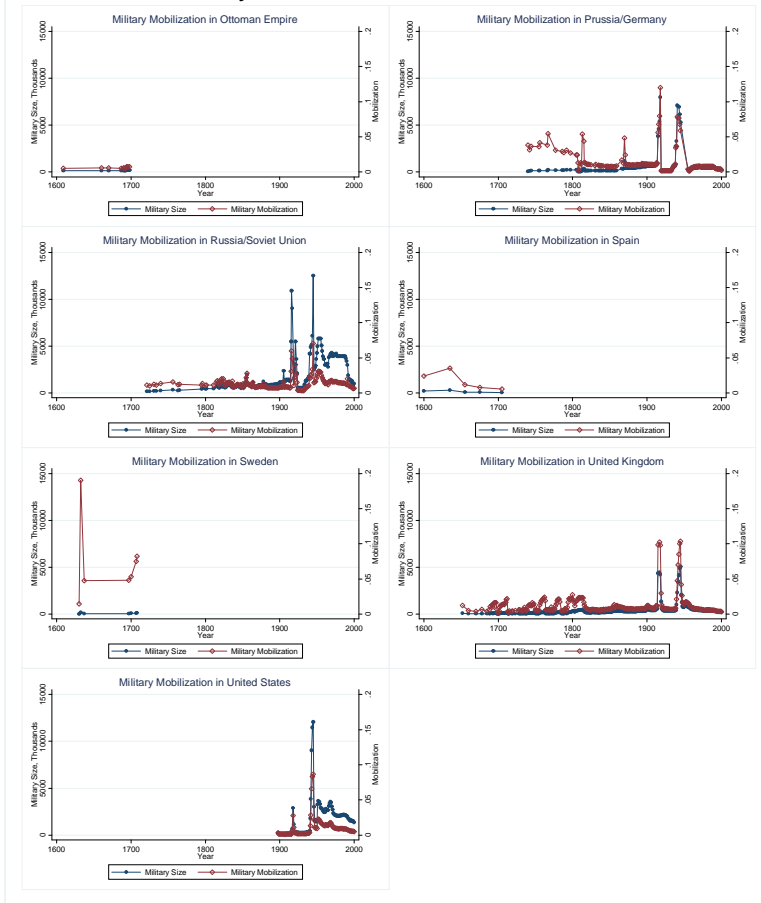 Military Mobilization in Ottoman Empire
Military Size, Thousands
0 5000 10000 15000
0 .05 .1 .15 .2
Mobilization
1600 1700 1800 1900 2000
Year
Military Size Military Mobilization
Military Mobilization in Prussia/Germany
Military Size, Thousands
0 5000 10000 15000
0 .05 .1 .15 .2
Mobilization
1600 1700 1800 1900 2000
Year
Military Size Military Mobilization
Military Mobilization in Russia/Soviet Union
Military Size, Thousands
0 5000 10000 15000
0 .05 .1 .15 .2
Mobilization
1600 1700 1800 1900 2000
Year
Military Size Military Mobilization
Military Mobilization in Spain
Military Size, Thousands
0 5000 10000 15000
0 .05 .1 .15 .2
Mobilization
1600 1700 1800 1900 2000
Year
Military Size Military Mobilization
Military Mobilization in Sweden
Military Size, Thousands
0 5000 10000 15000
0 .05 .1 .15 .2
Mobilization
1600 1700 1800 1900 2000
Year
Military Size Military Mobilization
Military Mobilization in United Kingdom
Military Size, Thousands
0 5000 10000 15000
0 .05 .1 .15 .2
Mobilization
1600 1700 1800 1900 2000
Year
Military Size Military Mobilization
Military Mobilization in United States
Military Size, Thousands
0 5000 10000 15000
0 .05 .1 .15 .2
Mobilization
1600 1700 1800 1900 2000
Year
Military Size Military Mobilization